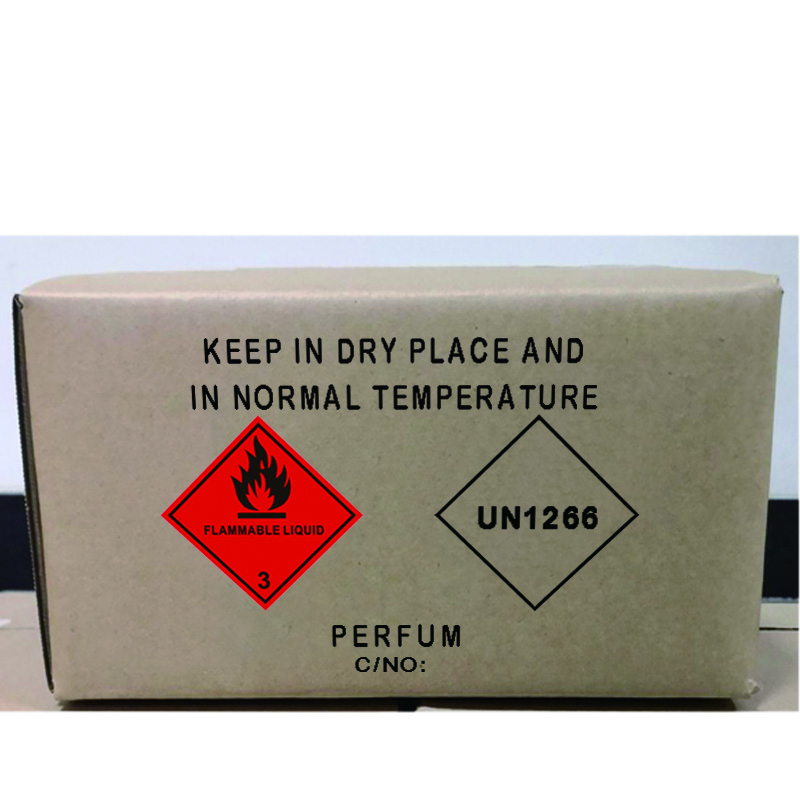 KEEP IN DRY PLACE AND
IN NORMAL TEMPERATURE
FLAMMABLE LIQUID
3
UN1266
PERFUM
C/NO: